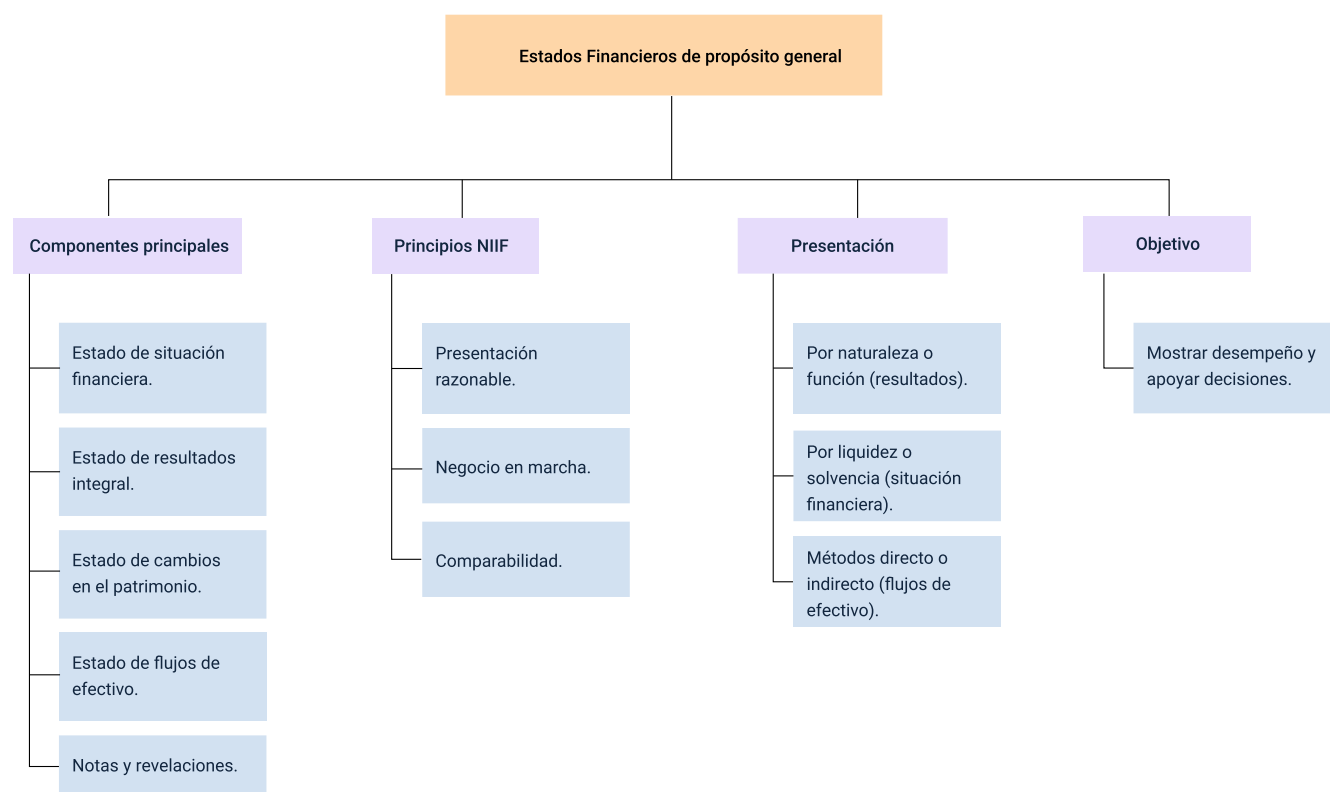 Estados Financieros de propósito general
Componentes principales
Estado de situación
financiera.
Estado de resultados
integral.
Estado de cambios
en el patrimonio.
Estado de flujos de
efectivo.
Notas y revelaciones.
Principios NIIF
Presentación
razonable.
Negocio en marcha.
Comparabilidad.
Presentación
Por naturaleza o
función (resultados).
Por liquidez o
solvencia (situación
financiera).
Métodos directo o
indirecto (flujos de
efectivo).
Objetivo
Mostrar desempeño y
apoyar decisiones.